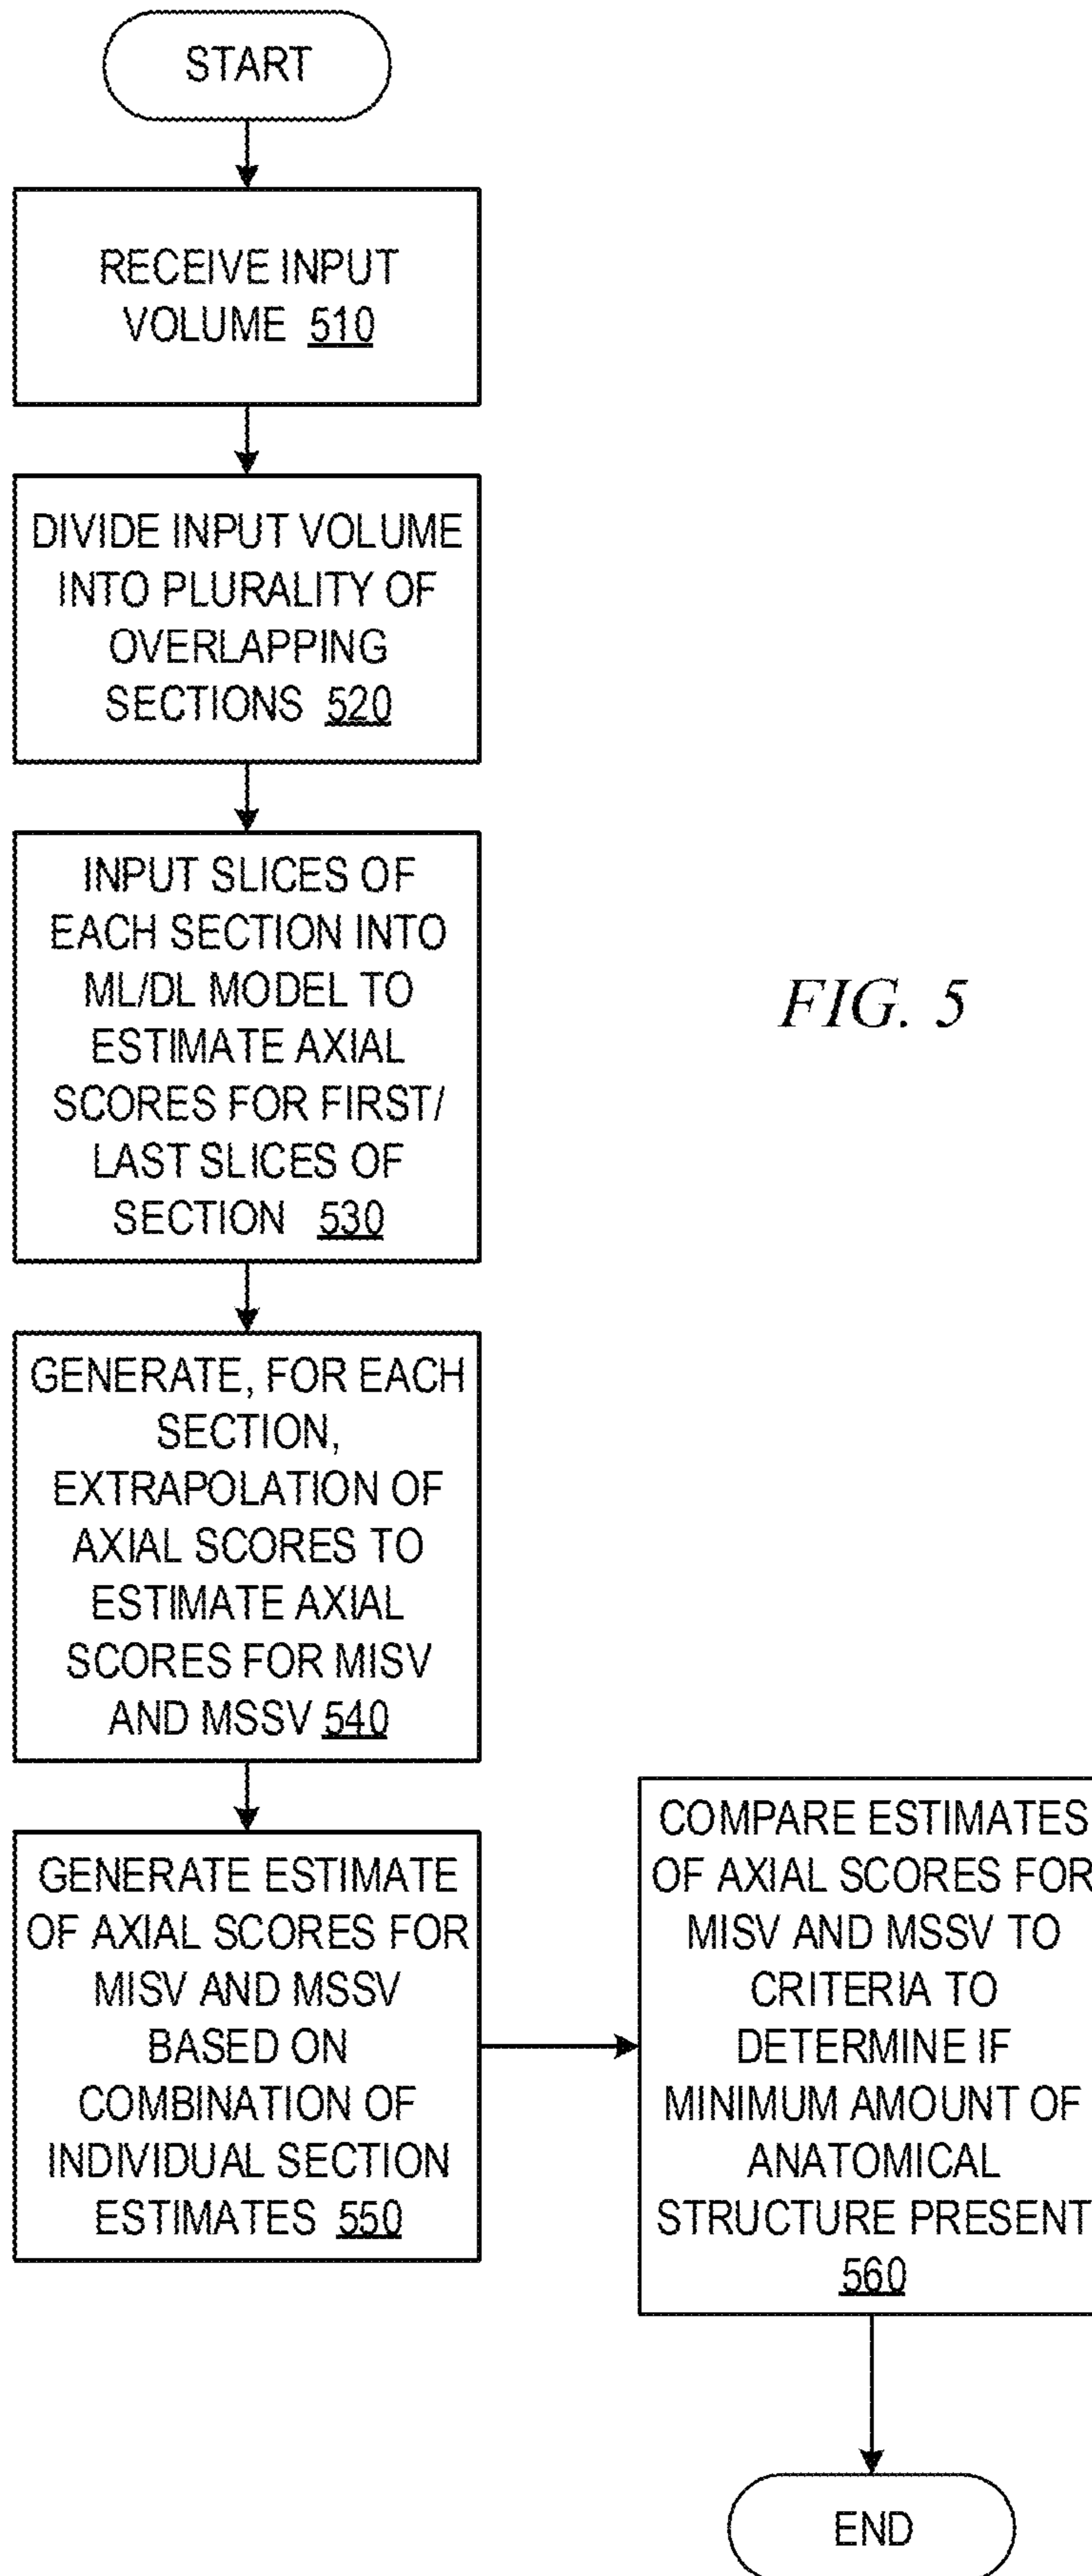 START
RECEIVE INPUT
VOLUME 510
DIVIDE INPUT VOLUME
INTO PLURALITY OF
OVERLAPPING
SECTIONS 520
INPUT SLICES OF
EACH SECTION INTO
ML/DL MODEL TO
ESTIMATE AXIAL
SCORES FOR FIRST/
LAST SLICES OF
SECTION 530
FIG. 5
GENERATE, FOR EACH
SECTION,
EXTRAPOLATION OF
AXIAL SCORES TO
ESTIMATE AXIAL
SCORES FOR MISV
AND MSSV 540
GENERATE ESTIMATE
OF AXIAL SCORES FOR
MISV AND MSSV
BASED ON
COMBINATION OF
INDIVIDUAL SECTION
ESTIMATES 550
COMPARE ESTIMATES
OF AXIAL SCORES FOR
MISV AND MSSV TO
CRITERIA TO
DETERMINE IF
MINIMUM AMOUNT OF
ANATOMICAL
STRUCTURE PRESENT
560
END